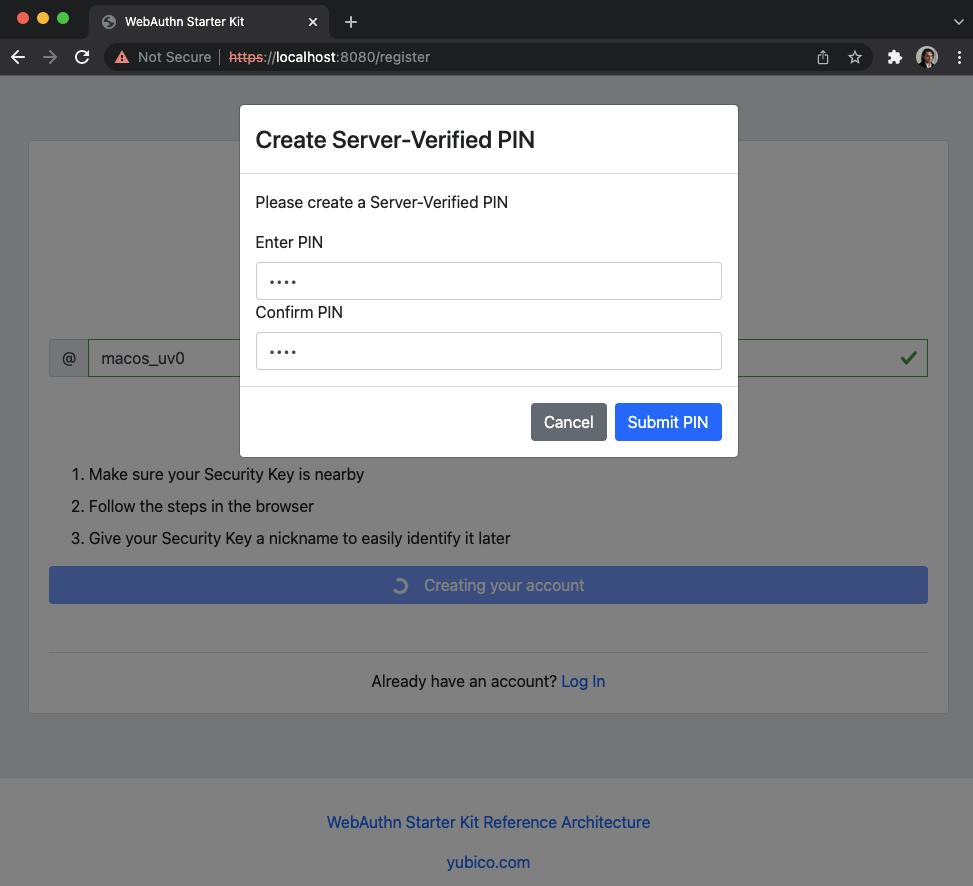 WebAuthn Starter Kit
Not Secure https://localhost:8080/register
Create Server-Verified PIN
Please create a Server-Verified PIN
Enter PIN
••••
Confirm PIN
••••
@ macos_uv0
Cancel Submit PIN
1. Make sure your Security Key is nearby
2. Follow the steps in the browser
3. Give your Security Key a nickname to easily identify it later
Creating your account
Already have an account? Log In
WebAuthn Starter Kit Reference Architecture
yubico.com